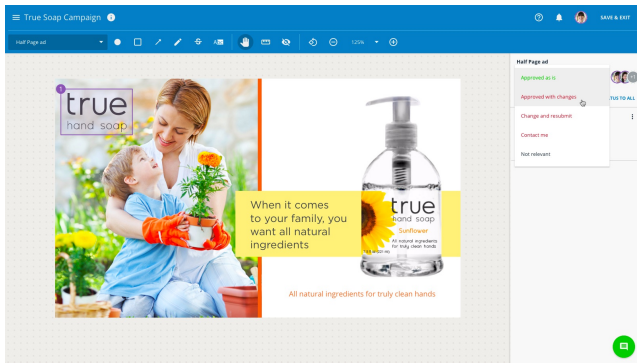 True Soap Campaign
SAVE & EXIT
Half Page ad
125%
Half Page ad
Approved as is
Approved with changes
TUS TO ALL
Change and resubmit
Contact me
Not relevant
1
true
hand soap
When it comes
to your family, you
want all natural
ingredients
true
hand soap
Sunflower
All natural ingredients
for truly clean hands
All natural ingredients for truly clean hands